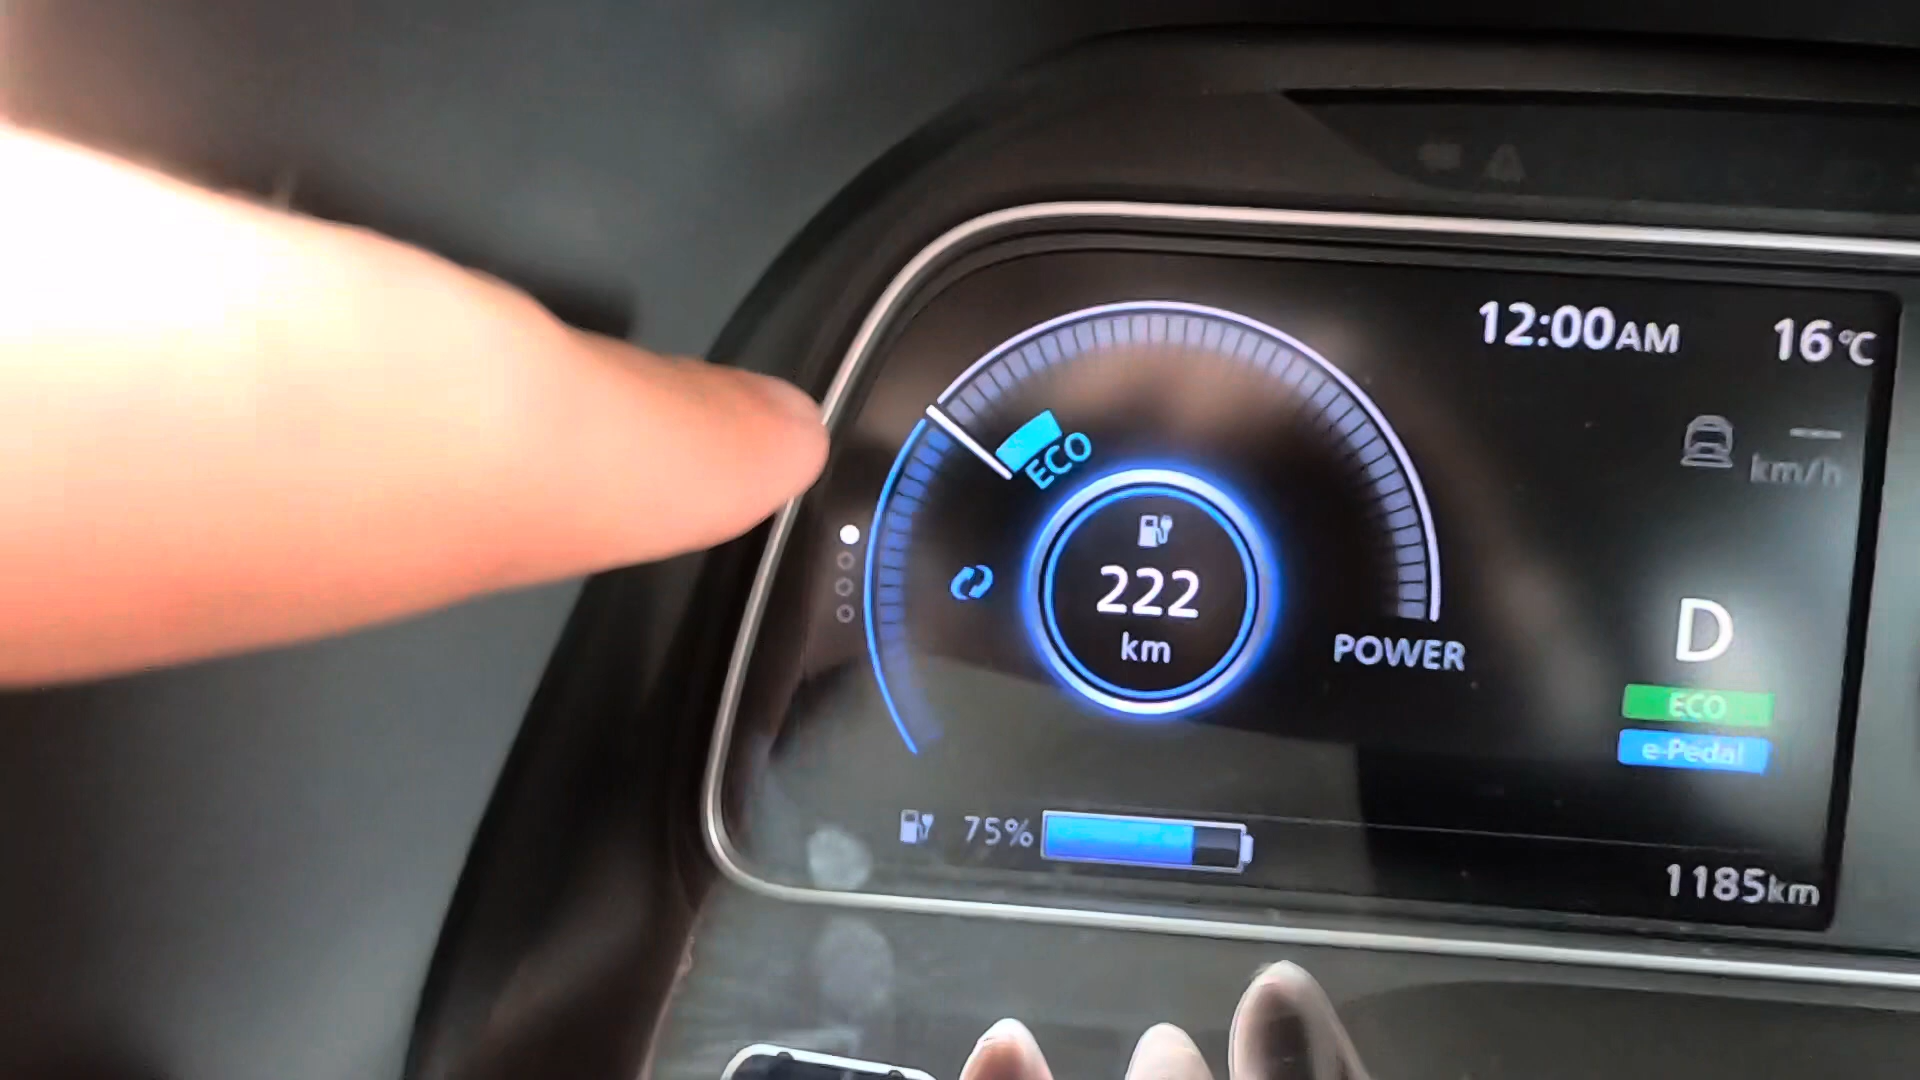 12:00AM 16°C
ECO
km/h
222
km
POWER
D
ECO
e-Pedal
75%
1185km